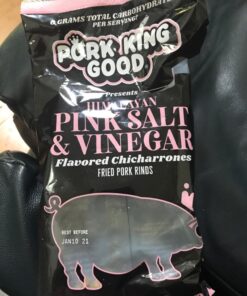 0 GRAMS TOTAL CARBOHYDRATES
PER SERVING!
PORK KING
GOOD
Presents
HIMALAYAN
PINK SALT
& VINEGAR
Flavored Chicharrones
FRIED PORK RINDS
BEST BEFORE
JAN10 21